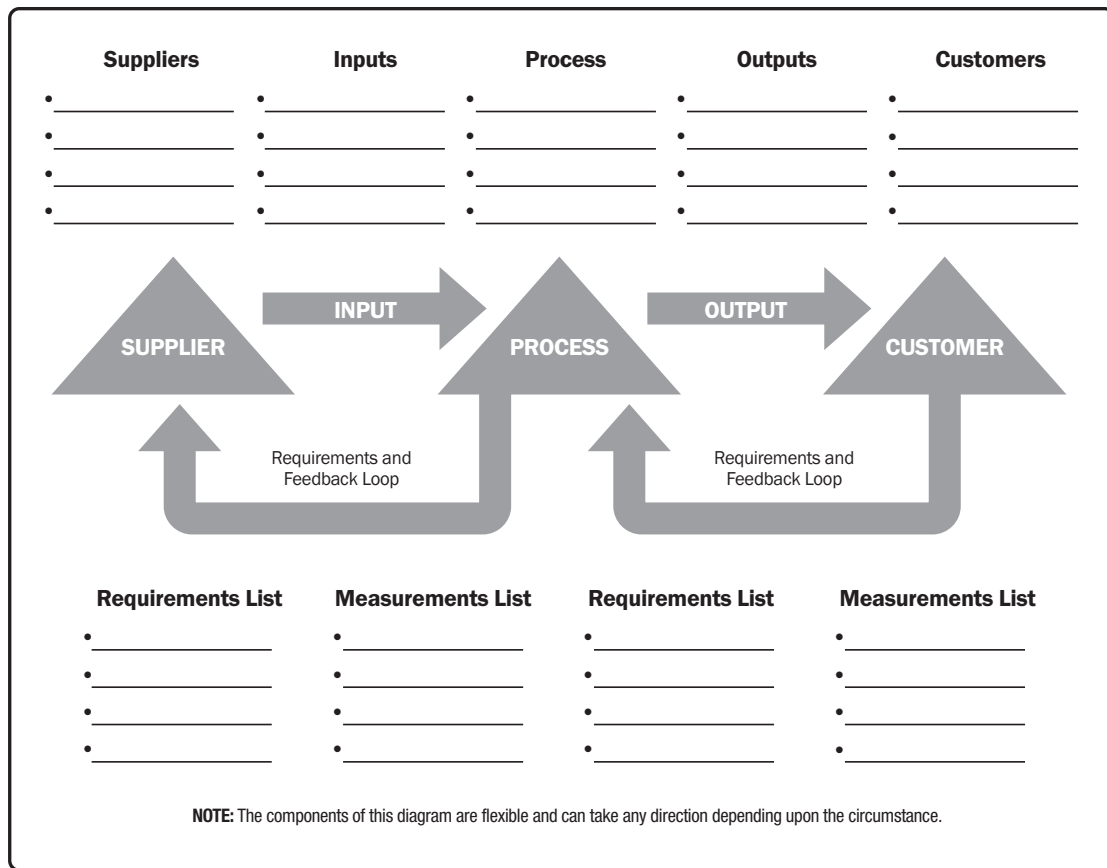 Suppliers
Inputs
Process
Outputs
Customers
INPUT
OUTPUT
SUPPLIER
PROCESS
CUSTOMER
Requirements and
Feedback Loop
Requirements and
Feedback Loop
Requirements List
Measurements List
Requirements List
Measurements List
NOTE: The components of this diagram are flexible and can take any direction depending upon the circumstance.